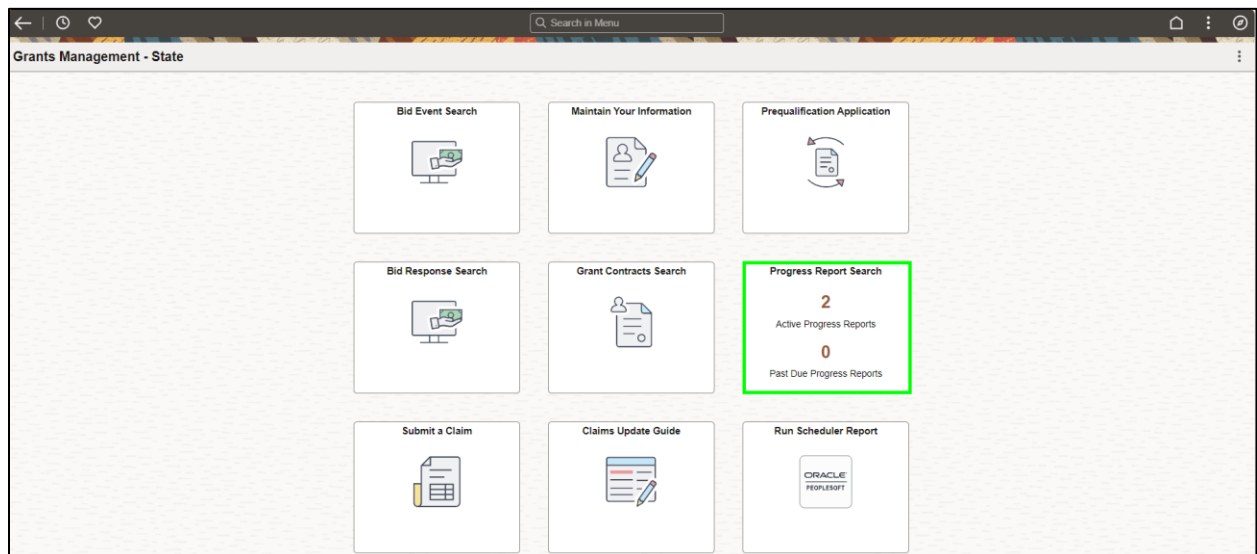 Search in Menu
Grants Management - State
Bid Event Search
Maintain Your Information
Prequalification Application
Bid Response Search
Grant Contracts Search
Progress Report Search
2
Active Progress Reports
0
Past Due Progress Reports
Submit a Claim
Claims Update Guide
Run Scheduler Report
ORACLE
PEOPLESOFT